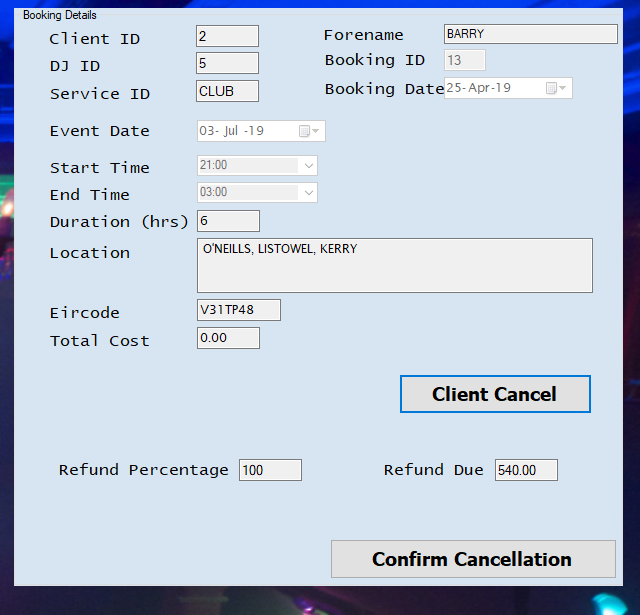 Booking Details
Client ID 2 Forename BARRY
DJ ID 5 Booking ID 13
Service ID CLUB Booking Date 25-Apr-19
Event Date 03- Jul -19
Start Time 21:00
End Time 03:00
Duration (hrs) 6
Location O'NEILLS, LISTOWEL, KERRY
Eircode V31TP48
Total Cost 0.00
Client Cancel
Refund Percentage 100 Refund Due 540.00
Confirm Cancellation